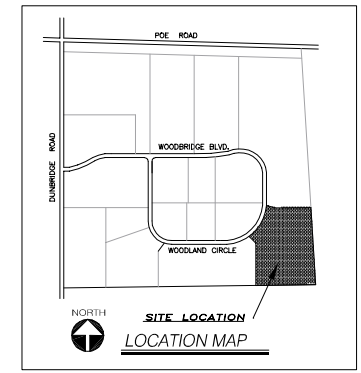 POE ROAD
DUNBRIDGE ROAD
WOODBRIDGE BLVD.
WOODLAND CIRCLE
NORTH
SITE LOCATION
LOCATION MAP